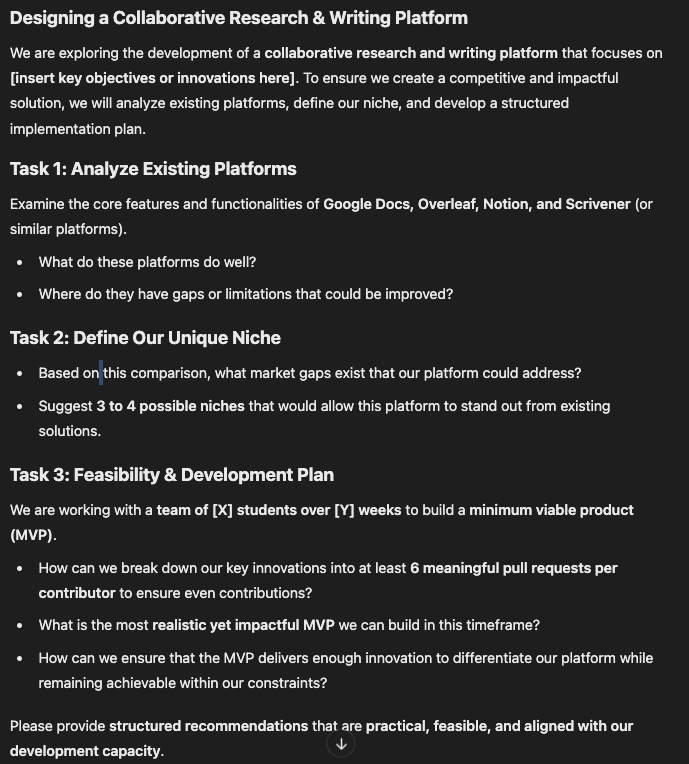 Designing a Collaborative Research & Writing Platform
We are exploring the development of a collaborative research and writing platform that focuses on
[insert key objectives or innovations here]. To ensure we create a competitive and impactful
solution, we will analyze existing platforms, define our niche, and develop a structured
implementation plan.
Task 1: Analyze Existing Platforms
Examine the core features and functionalities of Google Docs, Overleaf, Notion, and Scrivener (or
similar platforms).
• What do these platforms do well?
• Where do they have gaps or limitations that could be improved?
Task 2: Define Our Unique Niche
• Based on this comparison, what market gaps exist that our platform could address?
• Suggest 3 to 4 possible niches that would allow this platform to stand out from existing
solutions.
Task 3: Feasibility & Development Plan
We are working with a team of [X] students over [Y] weeks to build a minimum viable product
(MVP).
• How can we break down our key innovations into at least 6 meaningful pull requests per
contributor to ensure even contributions?
• What is the most realistic yet impactful MVP we can build in this timeframe?
• How can we ensure that the MVP delivers enough innovation to differentiate our platform while
remaining achievable within our constraints?
Please provide structured recommendations that are practical, feasible, and aligned with our
development capacity.